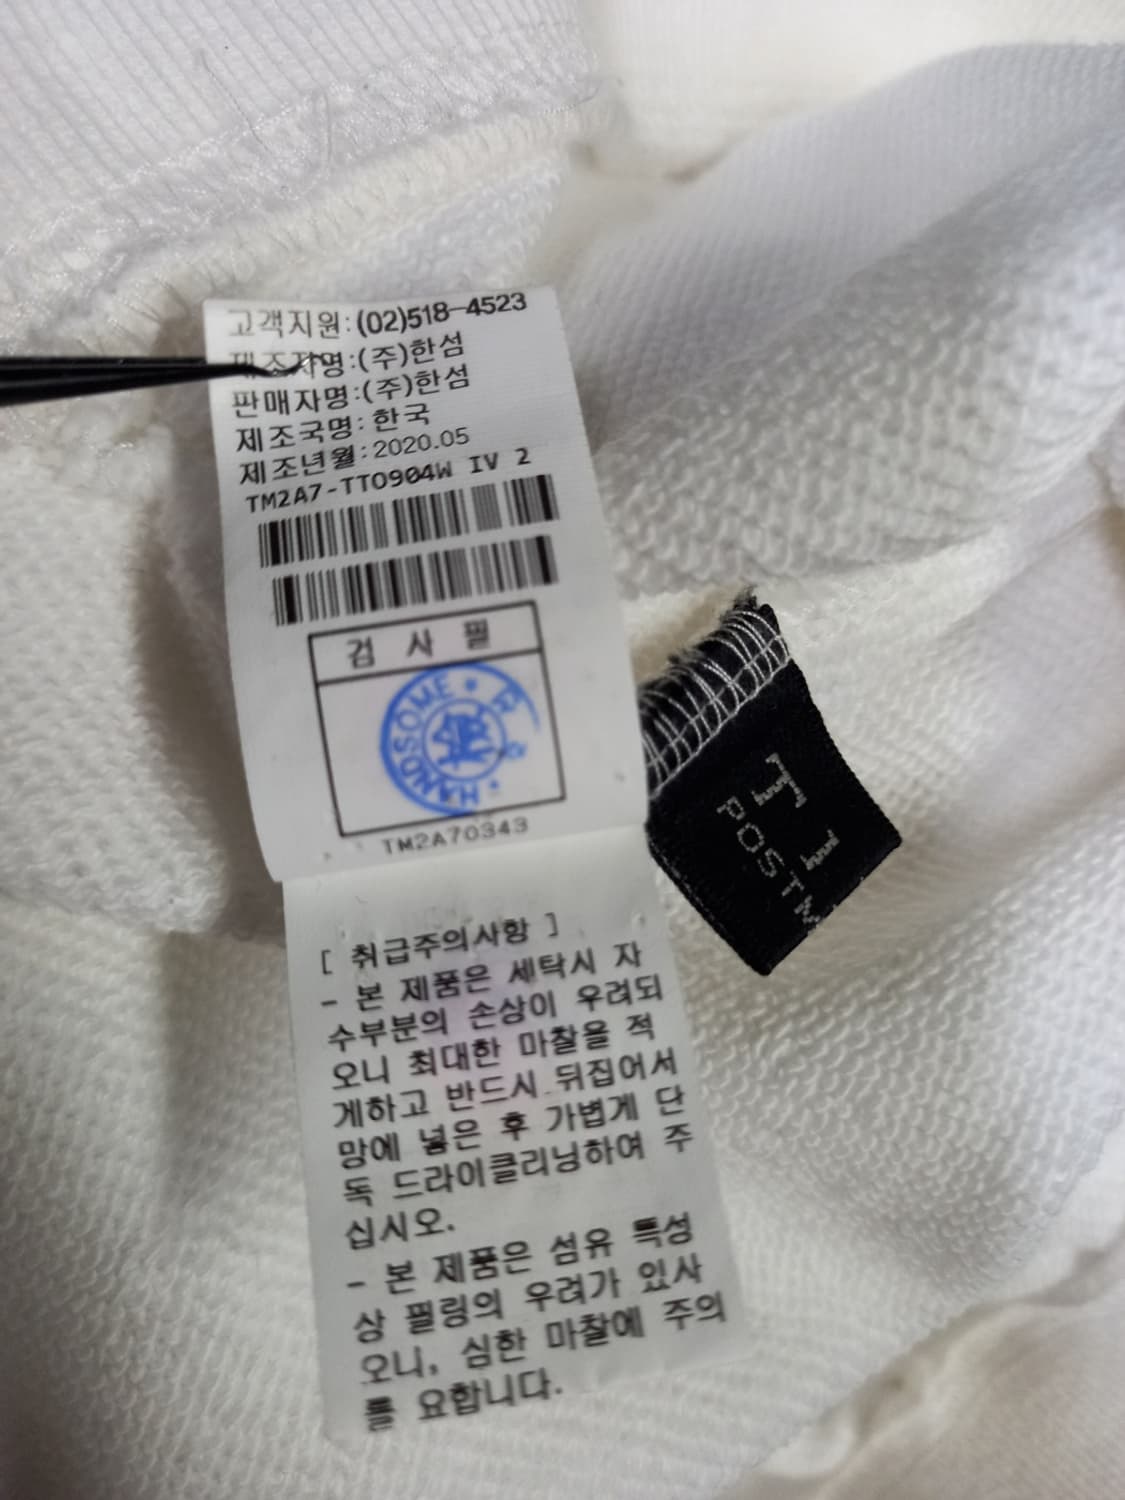 고객지원:(02)518-4523
제조자명:(주)한섬
판매자명:(주)한섬
제조국명:한국
제조년월:2020.05
TM2A7-TTO904W IV 2
검 사 필
HANDSOME
TM2A70343
[ 취급주의사항 ]
- 본 제품은 세탁시 자
수부분의 손상이 우려되
오니 최대한 마찰을 적
게하고 반드시 뒤집어서
망에 넣은 후 가볍게 단
독 드라이클리닝하여 주
십시오.
- 본 제품은 섬유 특성
상 필링의 우려가 있사
오니, 심한 마찰에 주의
를 요합니다.